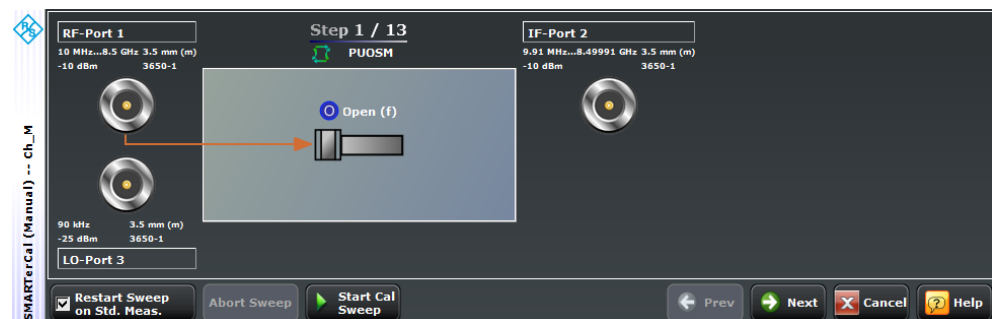 R&S
SMARTerCal (Manual) -- Ch_M
RF-Port 1
10 MHz...8.5 GHz 3.5 mm (m)
-10 dBm 3650-1
Step 1 / 13
PUOSM
O Open (f)
IF-Port 2
9.91 MHz...8.49991 GHz 3.5 mm (m)
-10 dBm 3650-1
90 kHz 3.5 mm (m)
-25 dBm 3650-1
LO-Port 3
Restart Sweep
on Std. Meas.
Abort Sweep
Start Cal
Sweep
Prev
Next
X Cancel
? Help